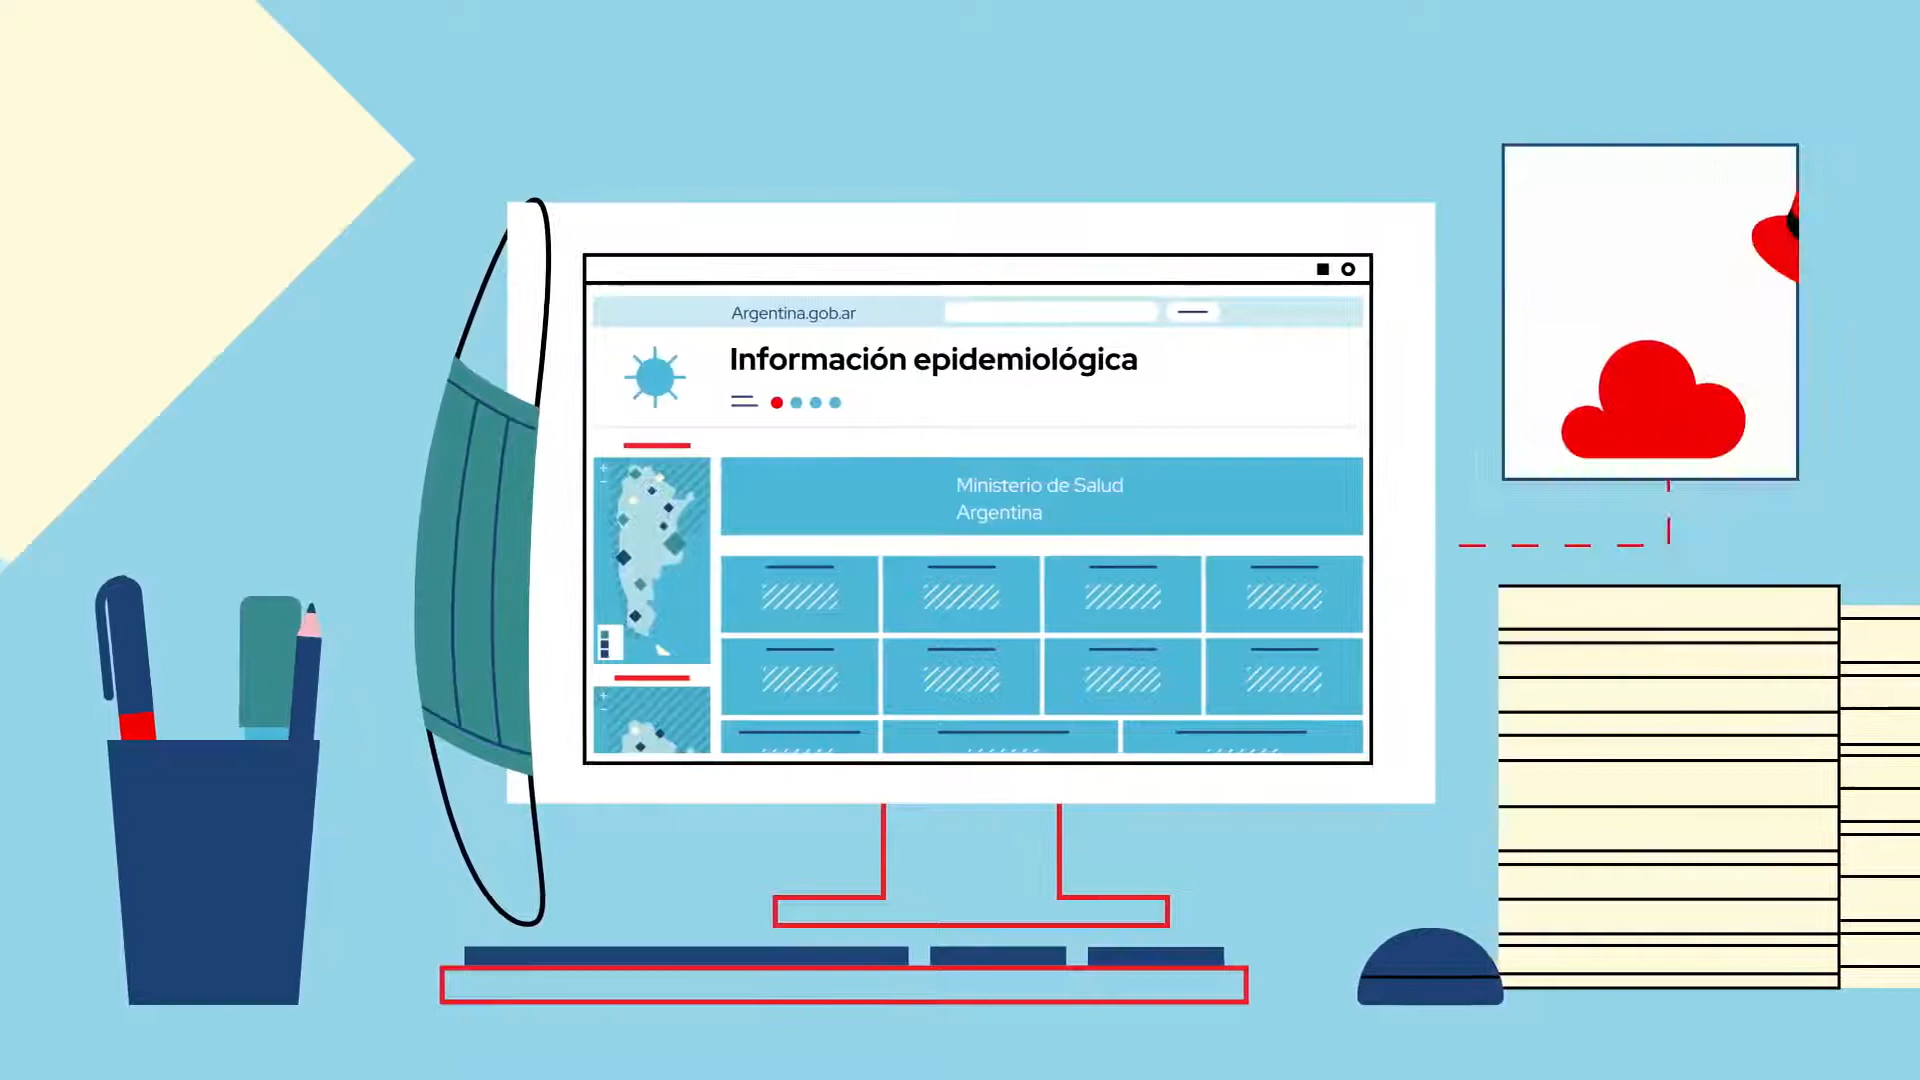 Argentina.gob.ar
Información epidemiológica
Ministerio de Salud
Argentina